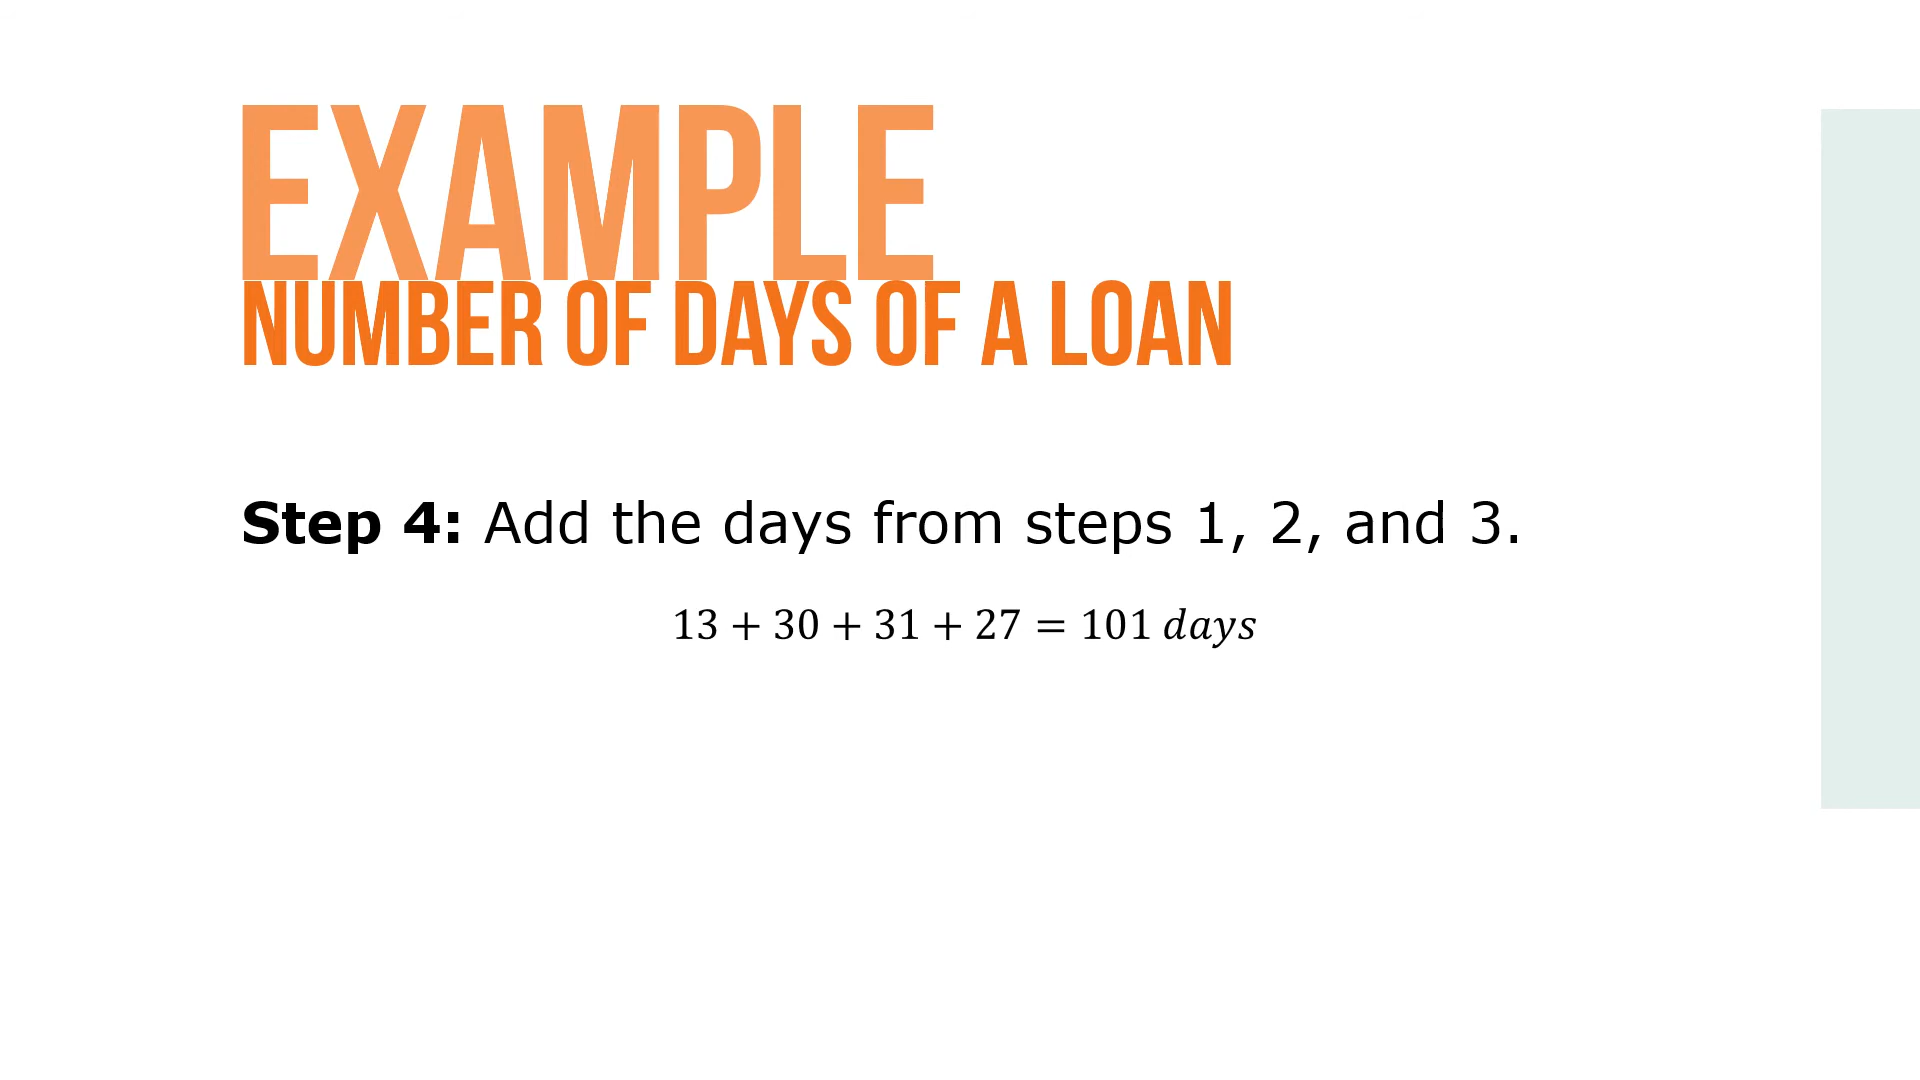 EXAMPLE
NUMBER OF DAYS OF A LOAN
Step 4: Add the days from steps 1, 2, and 3.
13 + 30 + 31 + 27 = 101 days